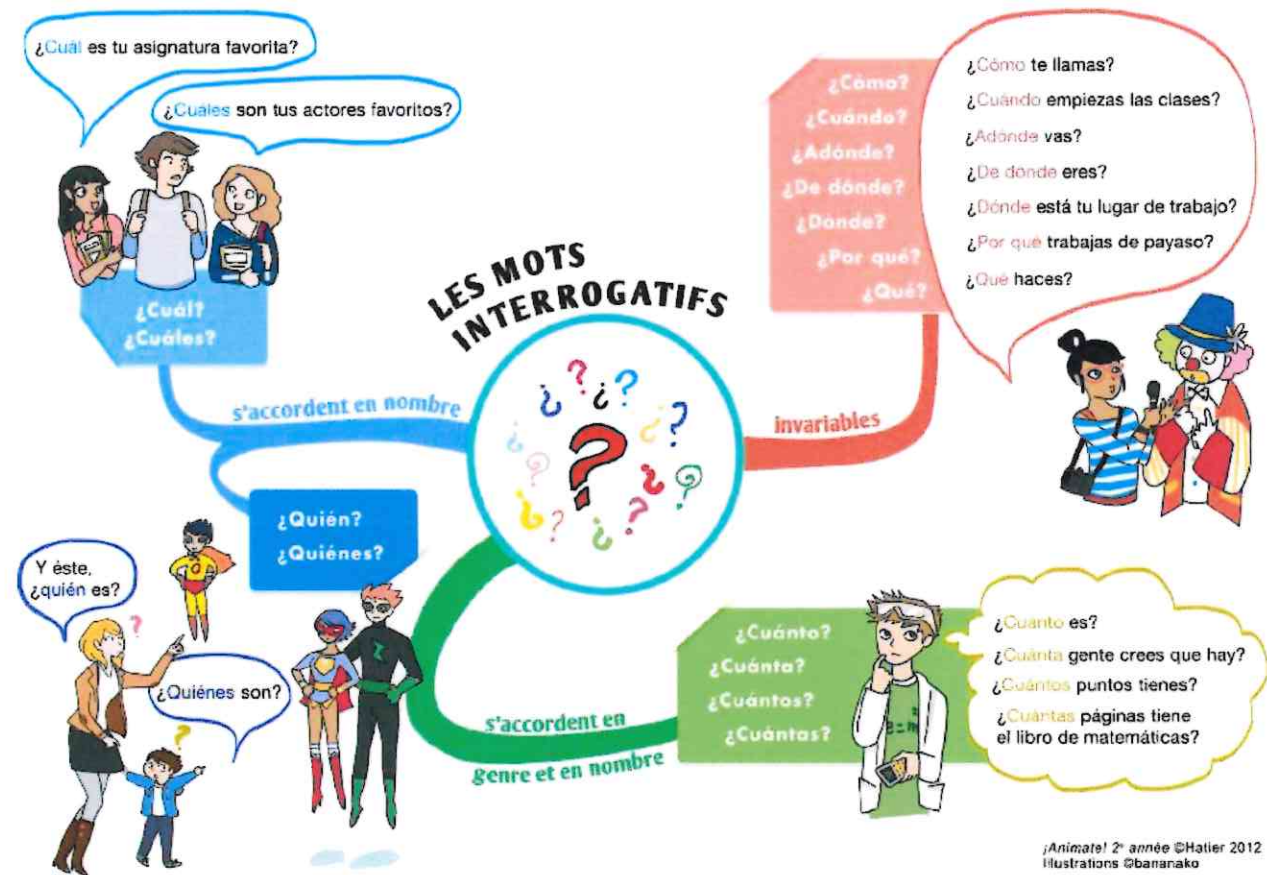 ¿Cuál es tu asignatura favorita?
¿Cuáles son tus actores favoritos?
¿Cuál?
¿Cuáles?
s'accordent en nombre
¿Quién?
¿Quiénes?
Y éste,
¿quién es?
¿Quiénes son?
LES MOTS
INTERROGATIFS
invariables
¿Cómo?
¿Cuándo?
¿Adónde?
¿De dónde?
¿Donde?
¿Por qué?
¿Qué?
¿Cómo te llamas?
¿Cuándo empiezas las clases?
¿Adónde vas?
¿De donde eres?
¿Dónde está tu lugar de trabajo?
¿Por qué trabajas de payaso?
¿Qué haces?
s'accordent en
genre et en nombre
¿Cuánto?
¿Cuánta?
¿Cuántos?
¿Cuántas?
¿Cuánto es?
¿Cuánta gente crees que hay?
¿Cuántos puntos tienes?
¿Cuántas páginas tiene
el libro de matemáticas?
¡Anímate! 2e année ©Hatier 2012
Illustrations ©bananako